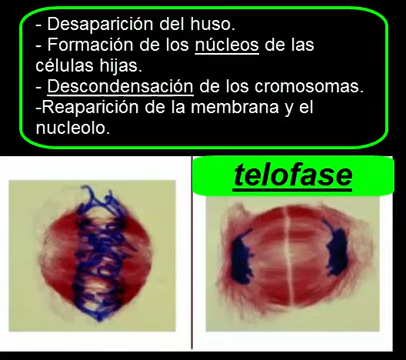 - Desaparición del huso.
- Formación de los núcleos de las
células hijas.
- Descondensación de los cromosomas.
-Reaparición de la membrana y el
nucleolo.
telofase